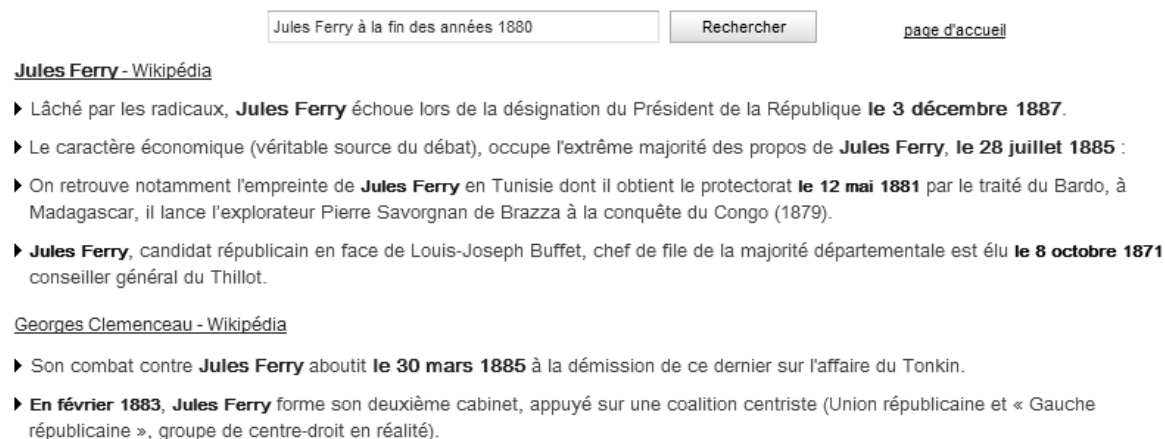 Jules Ferry à la fin des années 1880 Rechercher page d'accueil
Jules Ferry - Wikipédia
Lâché par les radicaux, Jules Ferry échoue lors de la désignation du Président de la République le 3 décembre 1887.
Le caractère économique (véritable source du débat), occupe l'extrême majorité des propos de Jules Ferry, le 28 juillet 1885 :
On retrouve notamment l'empreinte de Jules Ferry en Tunisie dont il obtient le protectorat le 12 mai 1881 par le traité du Bardo, à
Madagascar, il lance l'explorateur Pierre Savorgnan de Brazza à la conquête du Congo (1879).
Jules Ferry, candidat républicain en face de Louis-Joseph Buffet, chef de file de la majorité départementale est élu le 8 octobre 1871
conseiller général du Thillot.
Georges Clemenceau - Wikipédia
Son combat contre Jules Ferry aboutit le 30 mars 1885 à la démission de ce dernier sur l'affaire du Tonkin.
En février 1883, Jules Ferry forme son deuxième cabinet, appuyé sur une coalition centriste (Union républicaine et « Gauche
républicaine », groupe de centre-droit en réalité).